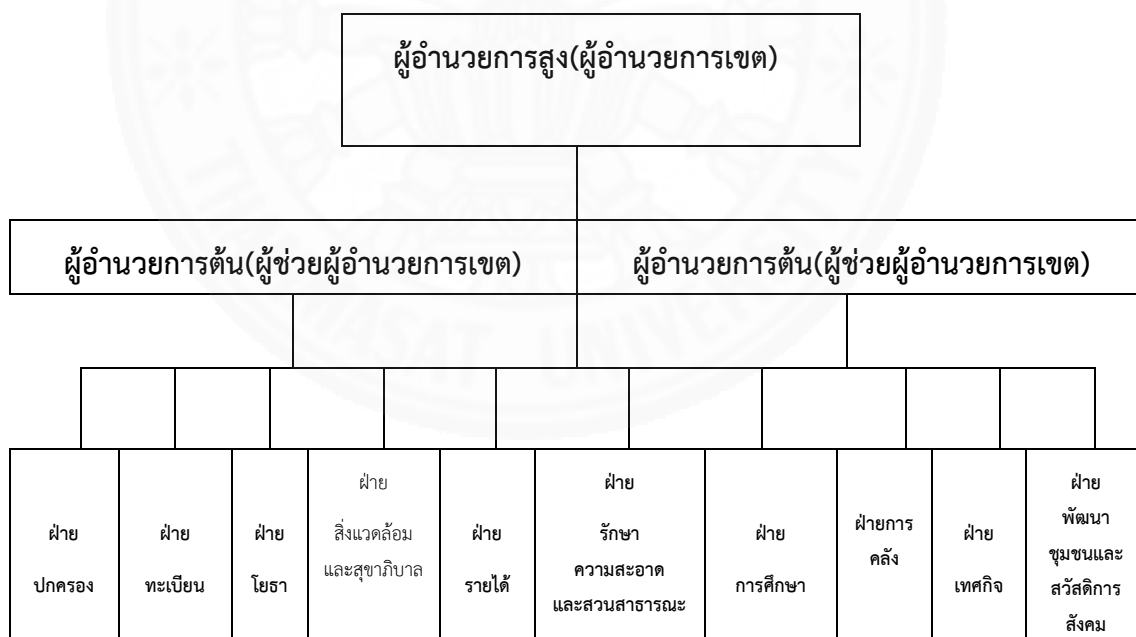 ผู้อำนวยการสูง(ผู้อำนวยการเขต)
ผู้อำนวยการต้น(ผู้ช่วยผู้อำนวยการเขต)
ผู้อำนวยการต้น(ผู้ช่วยผู้อำนวยการเขต)
ฝ่าย
ปกครอง
ฝ่าย
ทะเบียน
ฝ่าย
โยธา
ฝ่าย
สิ่งแวดล้อม
และสุขาภิบาล
ฝ่าย
รายได้
ฝ่าย
รักษา
ความสะอาด
และสวนสาธารณะ
ฝ่าย
การศึกษา
ฝ่ายการ
คลัง
ฝ่าย
เทศกิจ
ฝ่าย
พัฒนา
ชุมชนและ
สวัสดิการ
สังคม